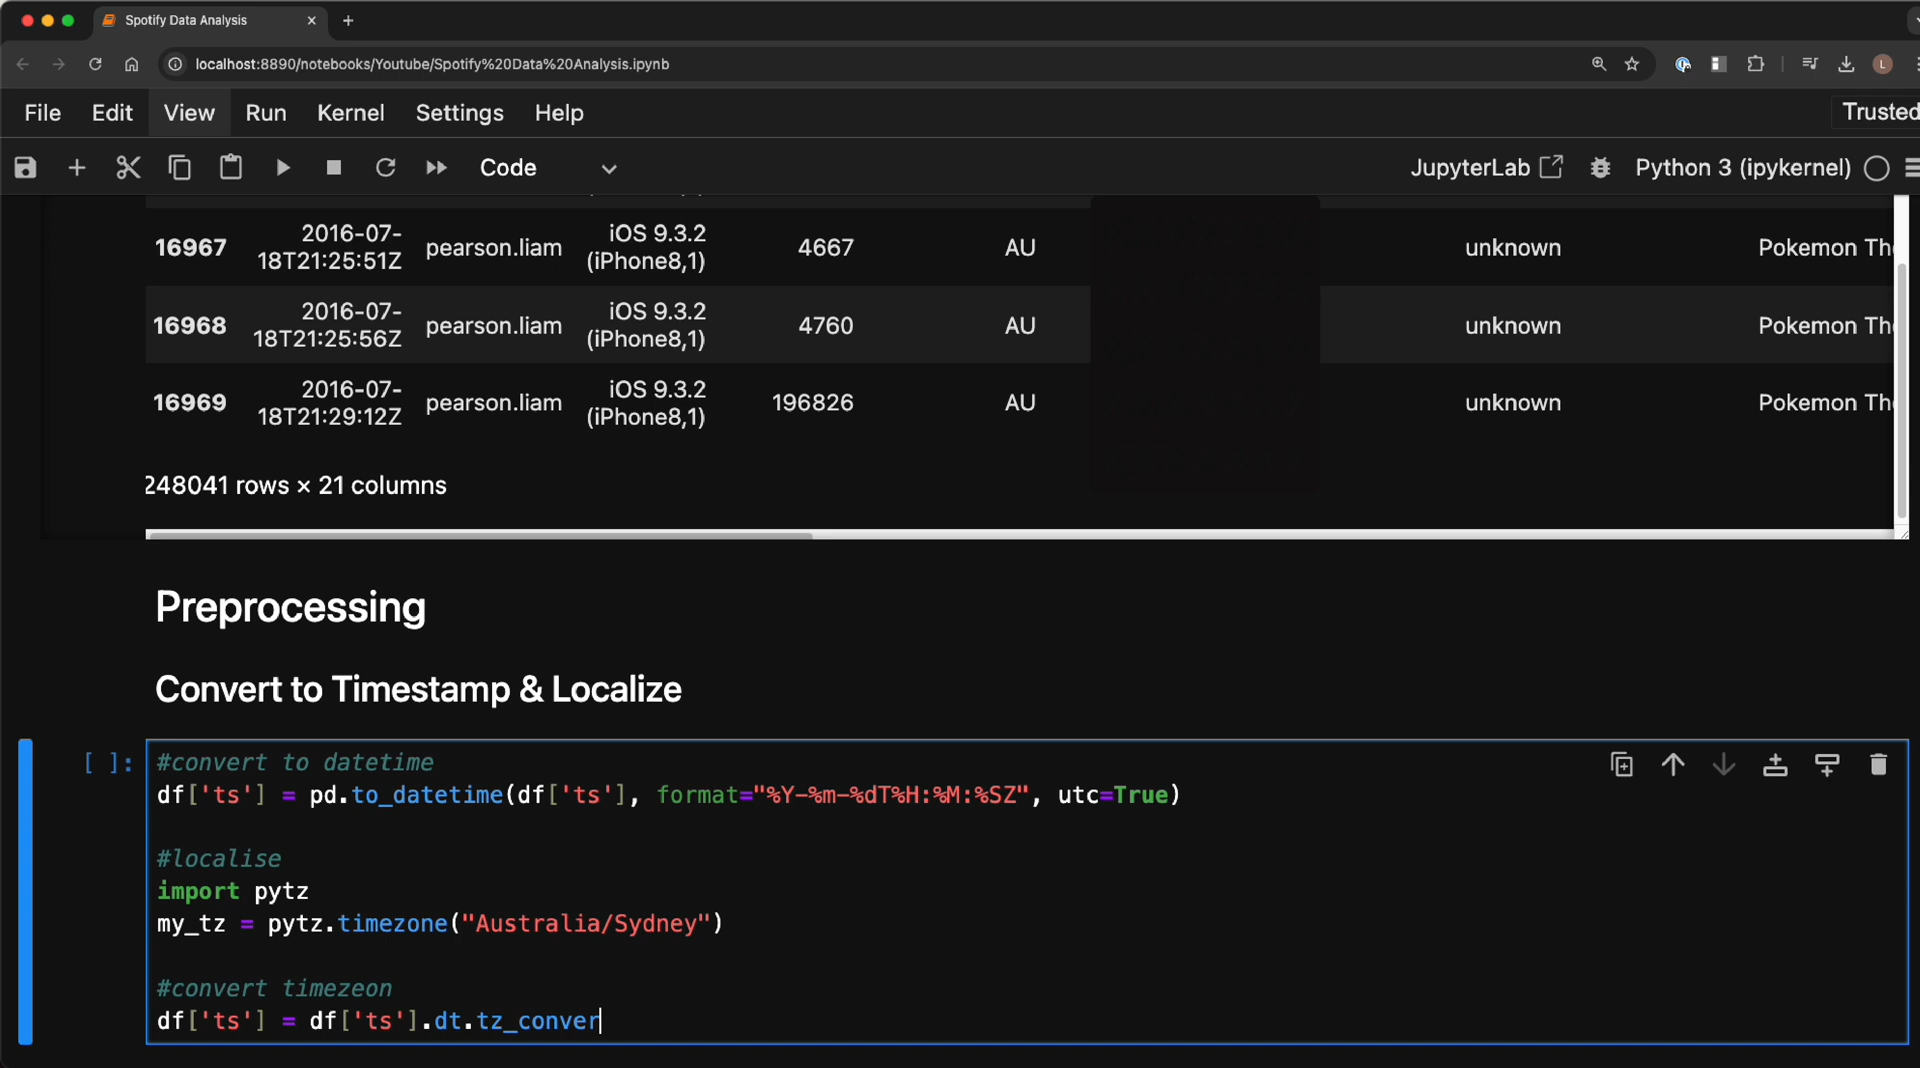 Spotify Data Analysis
localhost:8890/notebooks/Youtube/Spotify%20Data%20Analysis.ipynb
L
File Edit View Run Kernel Settings Help
Trusted
Code
JupyterLab
Python 3 (ipykernel)
16967 2016-07-18T21:25:51Z pearson.liam iOS 9.3.2 (iPhone8,1) 4667 AU unknown Pokemon The
16968 2016-07-18T21:25:56Z pearson.liam iOS 9.3.2 (iPhone8,1) 4760 AU unknown Pokemon The
16969 2016-07-18T21:29:12Z pearson.liam iOS 9.3.2 (iPhone8,1) 196826 AU unknown Pokemon The
248041 rows × 21 columns
Preprocessing
Convert to Timestamp & Localize
[ ]:
#convert to datetime
df['ts'] = pd.to_datetime(df['ts'], format="%Y-%m-%dT%H:%M:%SZ", utc=True)
#localise
import pytz
my_tz = pytz.timezone("Australia/Sydney")
#convert timezeon
df['ts'] = df['ts'].dt.tz_conver